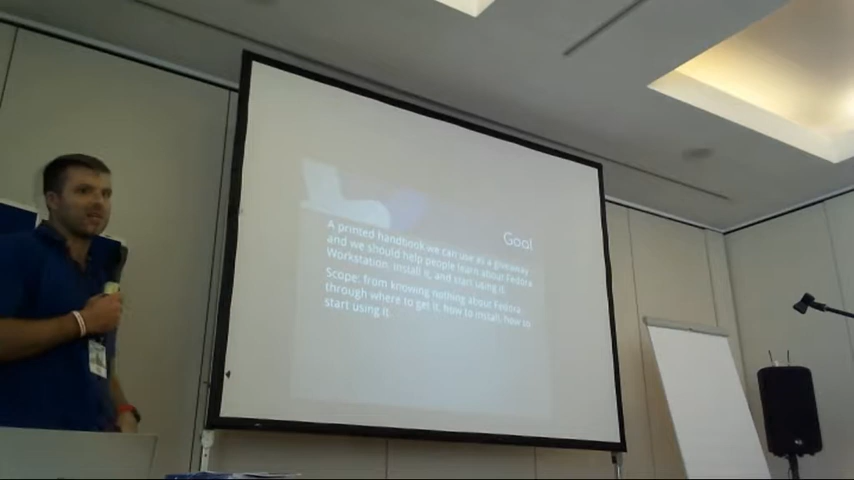 Goal
A printed handbook we can use as a giveaway
and we should help people learn about Fedora
Workstation: install it, and start using it.
Scope: from knowing nothing about Fedora
through where to get it, how to install, how to
start using it.